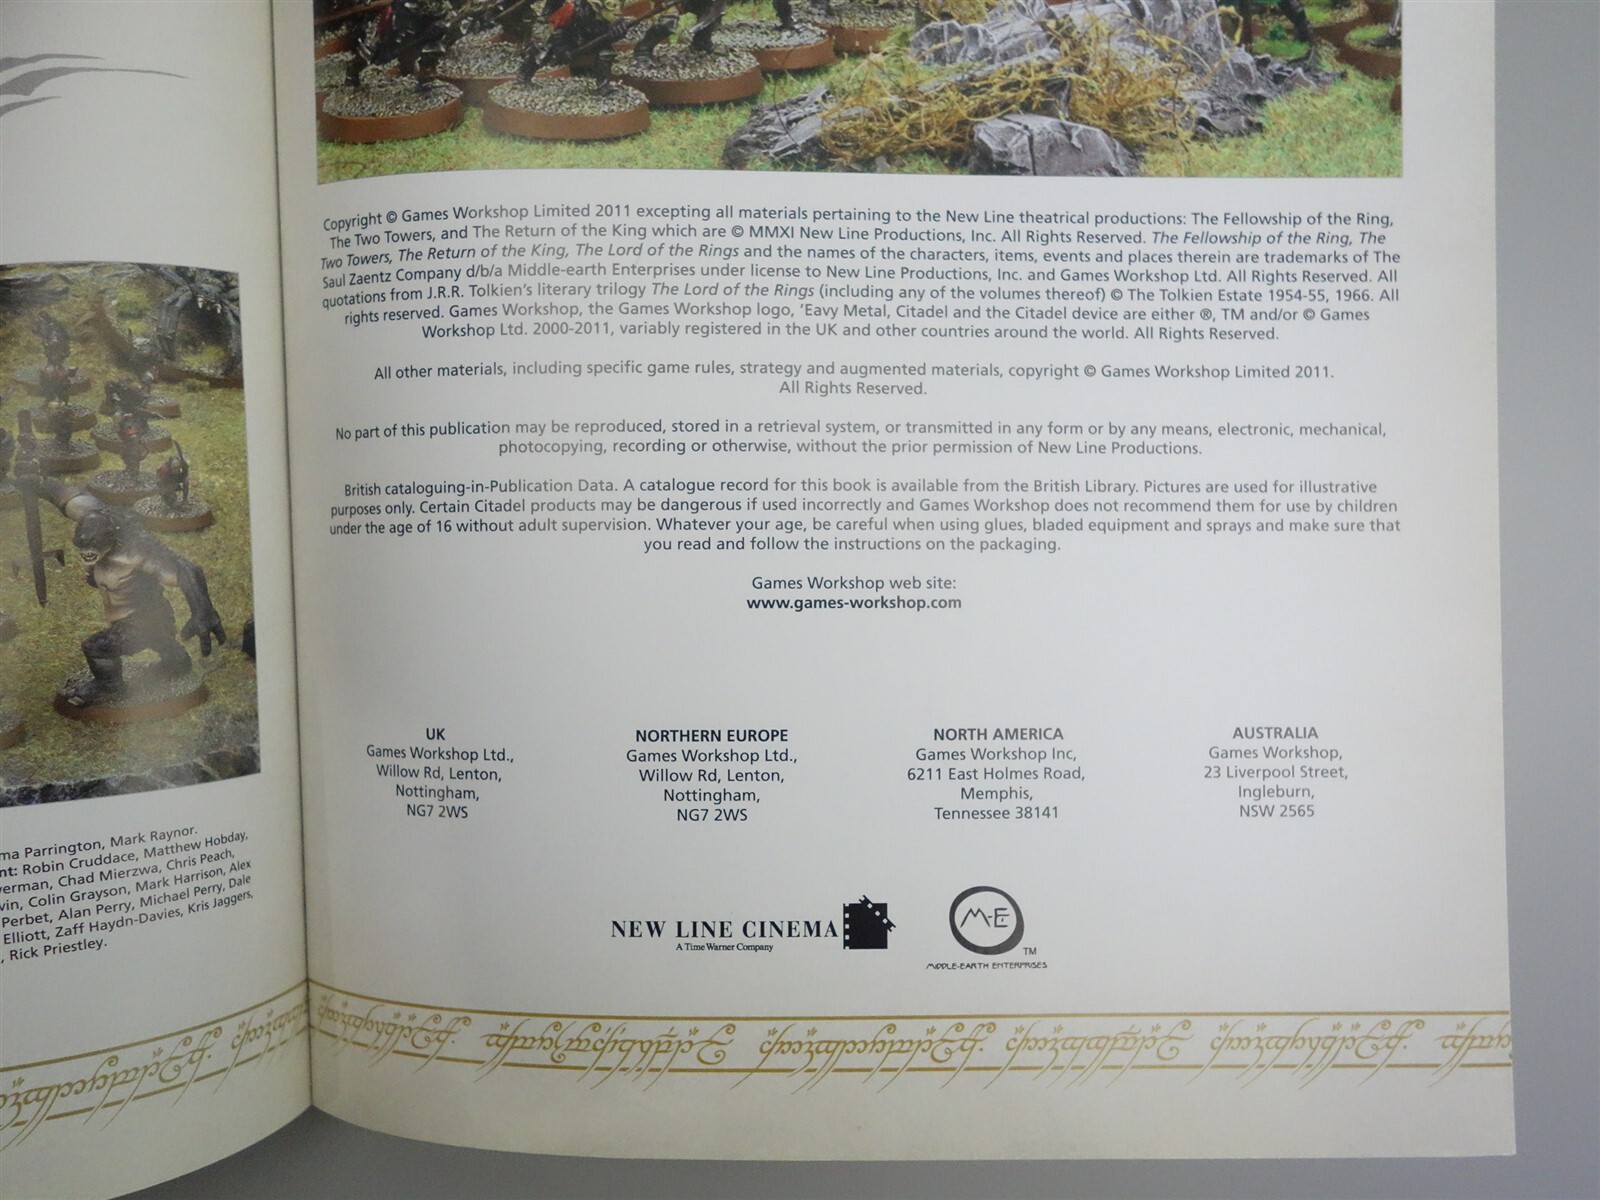 Copyright © Games Workshop Limited 2011 excepting all materials pertaining to the New Line theatrical productions: The Fellowship of the Ring,
The Two Towers, and The Return of the King which are © MMXI New Line Productions, Inc. All Rights Reserved. The Fellowship of the Ring, The
Two Towers, The Return of the King, The Lord of the Rings and the names of the characters, items, events and places therein are trademarks of The
Saul Zaentz Company d/b/a Middle-earth Enterprises under license to New Line Productions, Inc. and Games Workshop Ltd. All Rights Reserved. All
quotations from J.R.R. Tolkien's literary trilogy The Lord of the Rings (including any of the volumes thereof) © The Tolkien Estate 1954-55, 1966. All
rights reserved. Games Workshop, the Games Workshop logo, 'Eavy Metal, Citadel and the Citadel device are either ®, TM and/or © Games
Workshop Ltd. 2000-2011, variably registered in the UK and other countries around the world. All Rights Reserved.
All other materials, including specific game rules, strategy and augmented materials, copyright © Games Workshop Limited 2011.
All Rights Reserved.
No part of this publication may be reproduced, stored in a retrieval system, or transmitted in any form or by any means, electronic, mechanical,
photocopying, recording or otherwise, without the prior permission of New Line Productions.
British cataloguing-in-Publication Data. A catalogue record for this book is available from the British Library. Pictures are used for illustrative
purposes only. Certain Citadel products may be dangerous if used incorrectly and Games Workshop does not recommend them for use by children
under the age of 16 without adult supervision. Whatever your age, be careful when using glues, bladed equipment and sprays and make sure that
you read and follow the instructions on the packaging.
Games Workshop web site:
www.games-workshop.com
UK
Games Workshop Ltd.,
Willow Rd, Lenton,
Nottingham,
NG7 2WS
NORTHERN EUROPE
Games Workshop Ltd.,
Willow Rd, Lenton,
Nottingham,
NG7 2WS
NORTH AMERICA
Games Workshop Inc,
6211 East Holmes Road,
Memphis,
Tennessee 38141
AUSTRALIA
Games Workshop,
23 Liverpool Street,
Ingleburn,
NSW 2565
NEW LINE CINEMA
A Time Warner Company
M-E
TM
MIDDLE-EARTH ENTERPRISES
ma Parrington, Mark Raynor.
nt: Robin Cruddace, Matthew Hobday,
verman, Chad Mierzwa, Chris Peach,
vin, Colin Grayson, Mark Harrison, Alex
Perbet, Alan Perry, Michael Perry, Dale
Elliott, Zaff Haydn-Davies, Kris Jaggers,
, Rick Priestley.